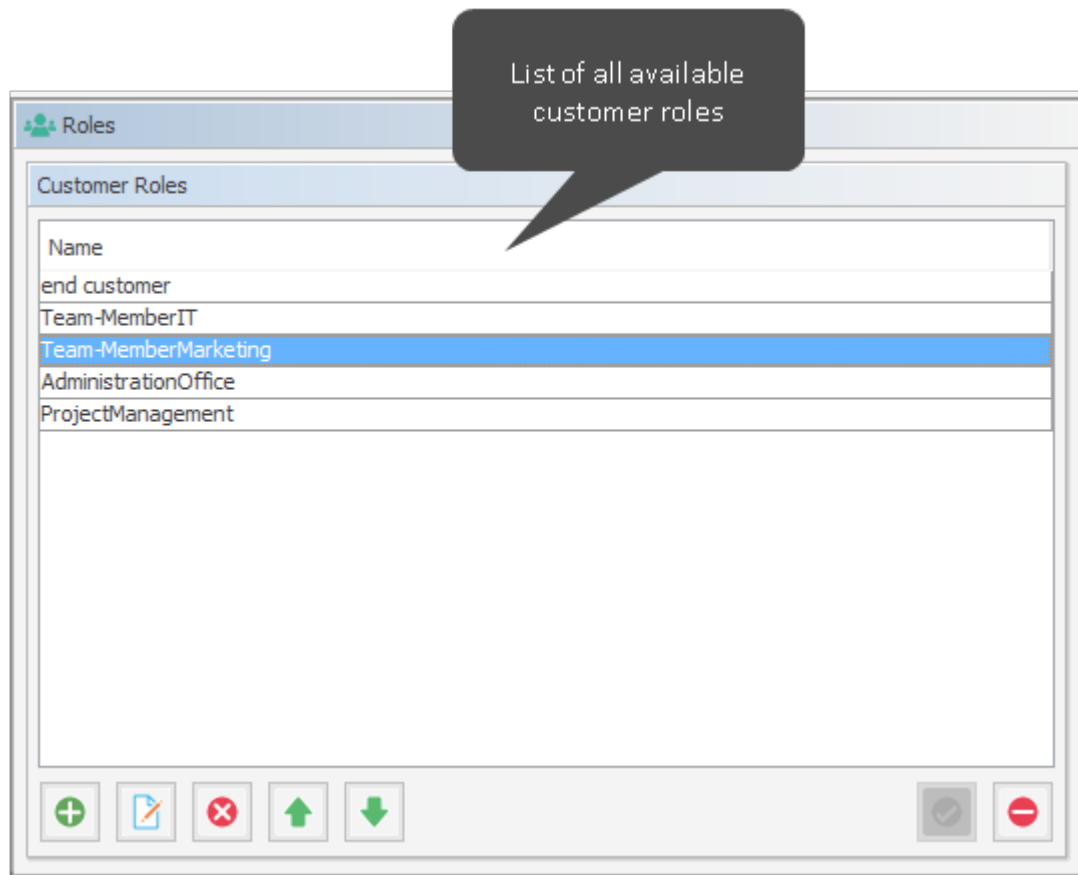 List of all available
customer roles
Roles
Customer Roles
Name
end customer
Team-MemberIT
Team-MemberMarketing
AdministrationOffice
ProjectManagement